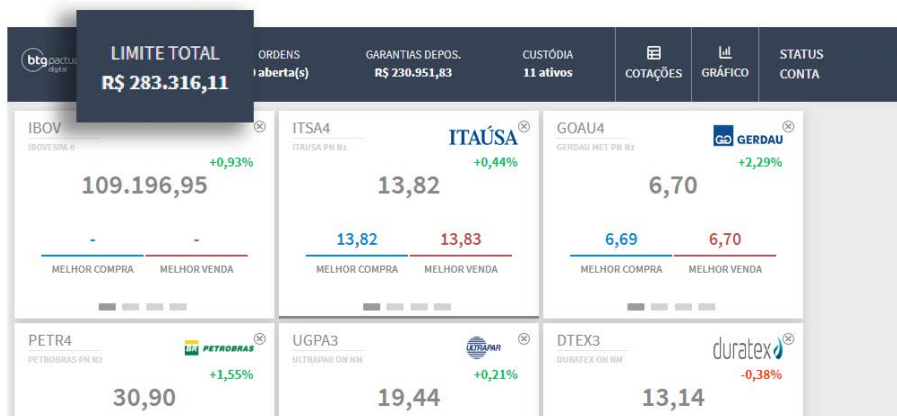 btg pactua
digital
LIMITE TOTAL
R$ 283.316,11
ORDENS
aberta(s)
GARANTIAS DEPOS.
R$ 230.951,83
CUSTÓDIA
11 ativos
COTAÇÕES
GRÁFICO
STATUS
CONTA
IBOV
IBOVESPA 0
+0,93%
109.196,95
-
-
MELHOR COMPRA
MELHOR VENDA
ITSA4
ITAUSA PN N1
ITAÚSA
+0,44%
13,82
13,82
13,83
MELHOR COMPRA
MELHOR VENDA
GOAU4
GERDAU MET PN N1
GG GERDAU
+2,29%
6,70
6,69
6,70
MELHOR COMPRA
MELHOR VENDA
PETR4
PETROBRAS PN N2
BR PETROBRAS
+1,55%
30,90
UGPA3
ULTRAPAR ON NM
ULTRAPAR
+0,21%
19,44
DTEX3
DURATEX ON NM
duratex
-0,38%
13,14